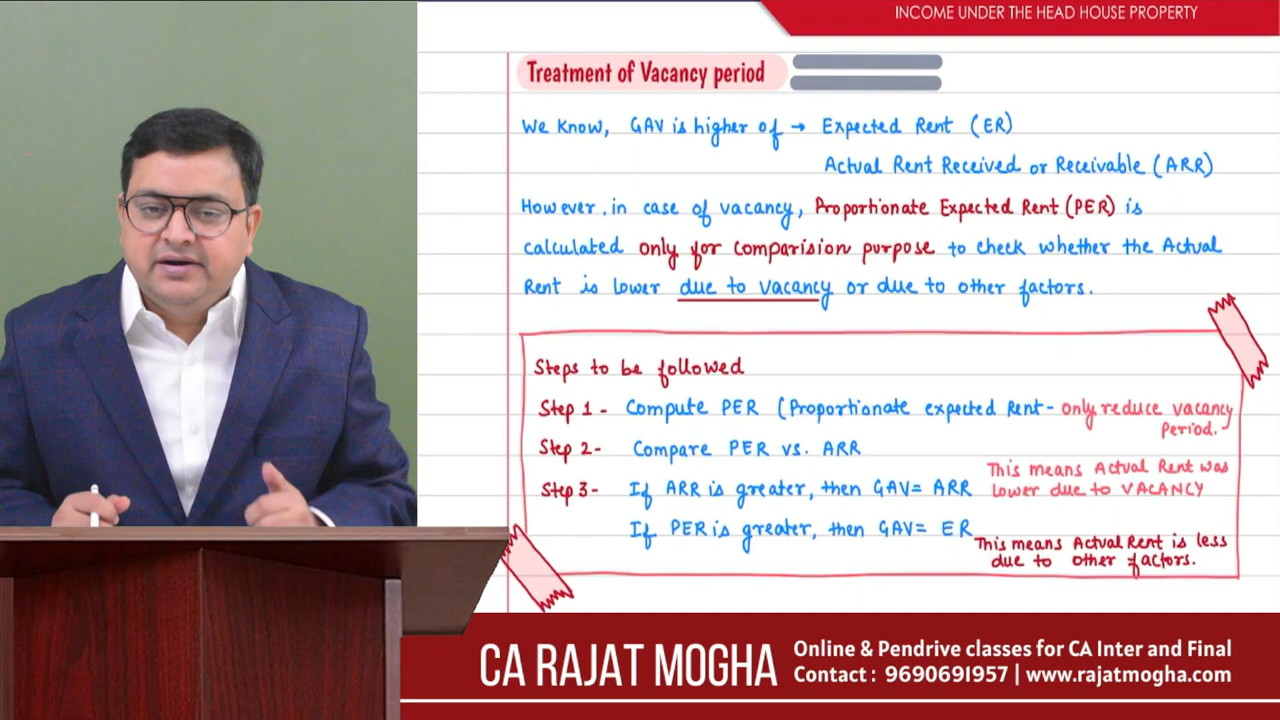 INCOME UNDER THE HEAD HOUSE PROPERTY
Treatment of Vacancy period
We Know, GAV is higher of → Expected Rent (ER)
Actual Rent Received or Receivable (ARR)
However, in case of vacancy, Proportionate Expected Rent (PER) is
calculated only for comparision purpose to check whether the Actual
Rent is lower due to vacancy or due to other factors.
Steps to be followed
Step 1 - Compute PER (Proportionate expected Rent - only reduce vacancy
Period.
Step 2 - Compare PER vs. ARR
Step 3 - If ARR is greater, then GAV = ARR
This means Actual Rent was
lower due to VACANCY
If PER is greater, then GAV = ER
This means Actual Rent is less
due to other factors.
CA RAJAT MOGHA
Online & Pendrive classes for CA Inter and Final
Contact : 9690691957 | www.rajatmogha.com